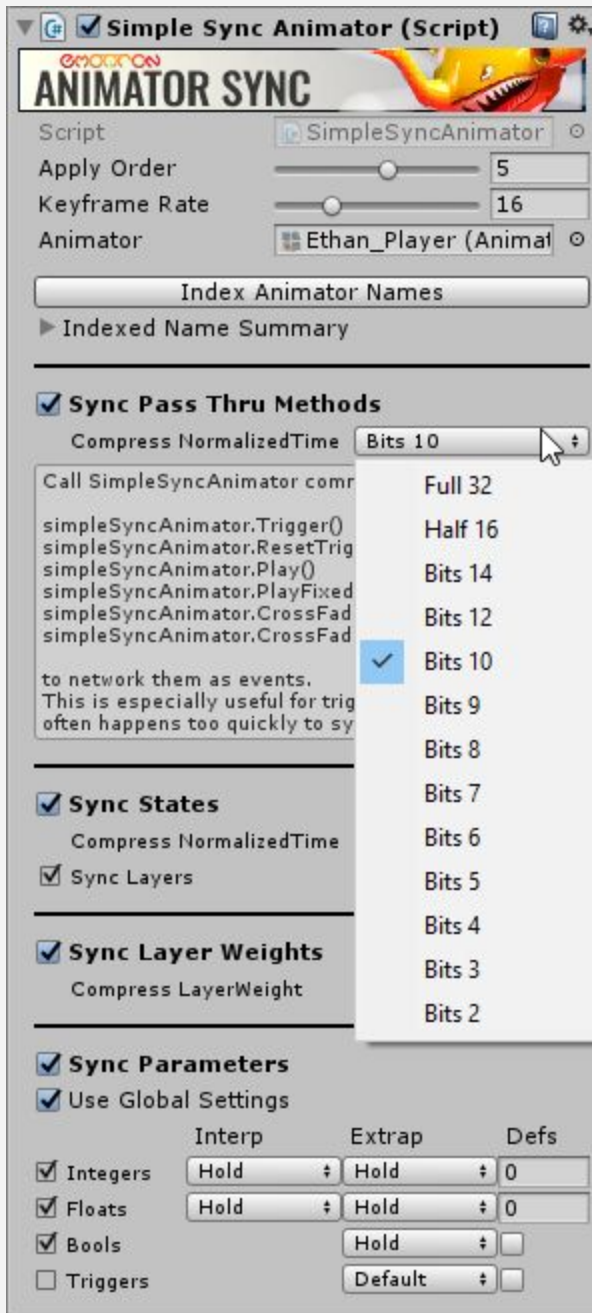 Simple Sync Animator (Script)
emotitron
ANIMATOR SYNC
Script SimpleSyncAnimator
Apply Order 5
Keyframe Rate 16
Animator Ethan_Player (Animat
Index Animator Names
Indexed Name Summary
Sync Pass Thru Methods
Compress NormalizedTime Bits 10
Call SimpleSyncAnimator comr
Full 32
Half 16
Bits 14
Bits 12
Bits 10
Bits 9
Bits 8
Bits 7
Bits 6
Bits 5
Bits 4
Bits 3
Bits 2
simpleSyncAnimator.Trigger()
simpleSyncAnimator.ResetTrig
simpleSyncAnimator.Play()
simpleSyncAnimator.PlayFixed
simpleSyncAnimator.CrossFad
simpleSyncAnimator.CrossFad
to network them as events.
This is especially useful for trig
often happens too quickly to sy
Sync States
Compress NormalizedTime
Sync Layers
Sync Layer Weights
Compress LayerWeight
Sync Parameters
Use Global Settings
Interp Extrap Defs
Integers Hold Hold 0
Floats Hold Hold 0
Bools Hold
Triggers Default